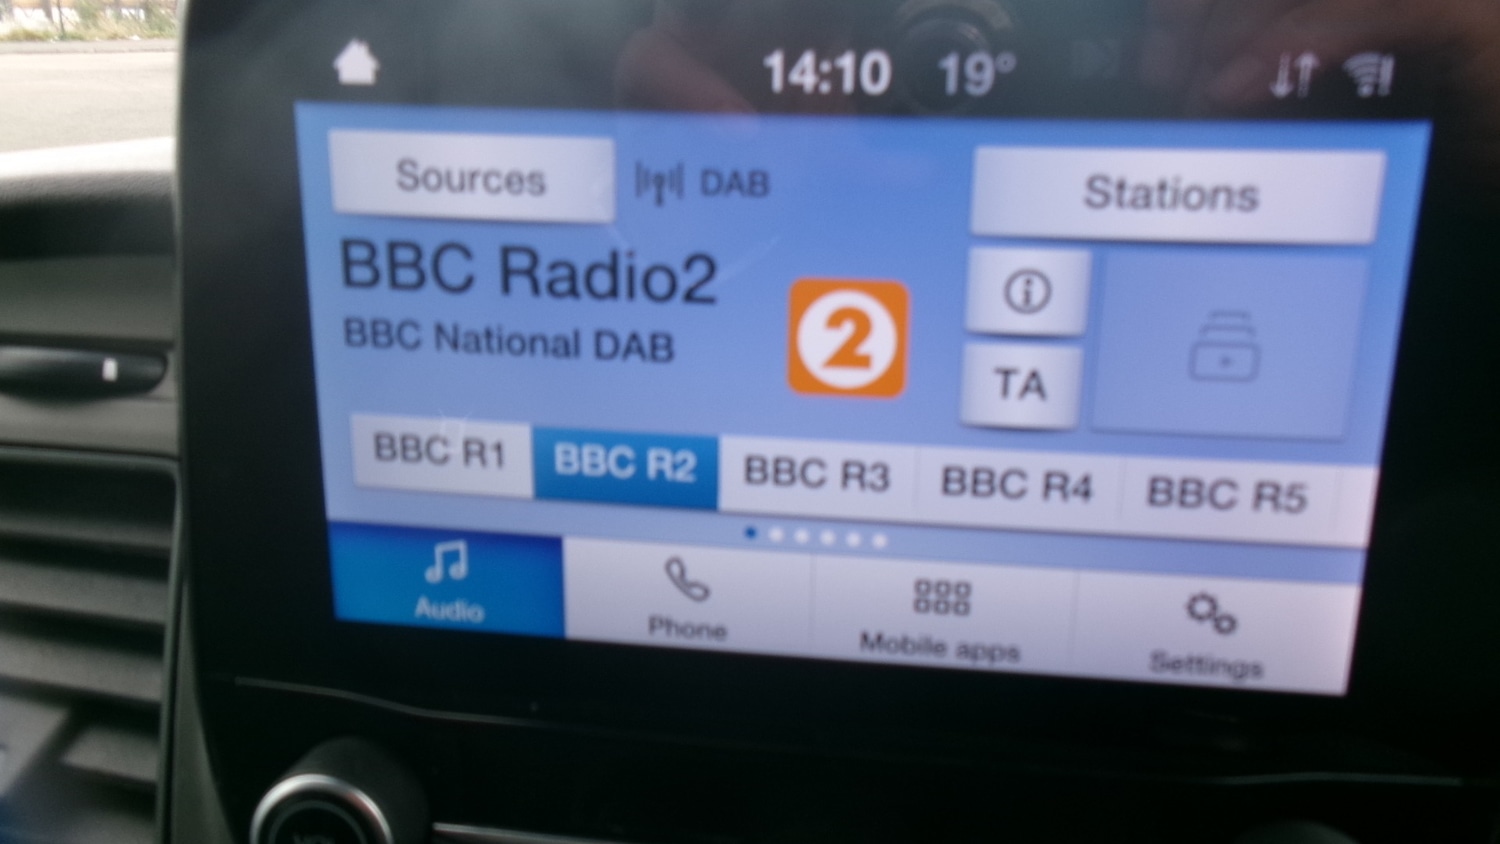 14:10 19°
Sources DAB Stations
BBC Radio2
BBC National DAB
2
TA
BBC R1 BBC R2 BBC R3 BBC R4 BBC R5
Audio Phone Mobile apps Settings